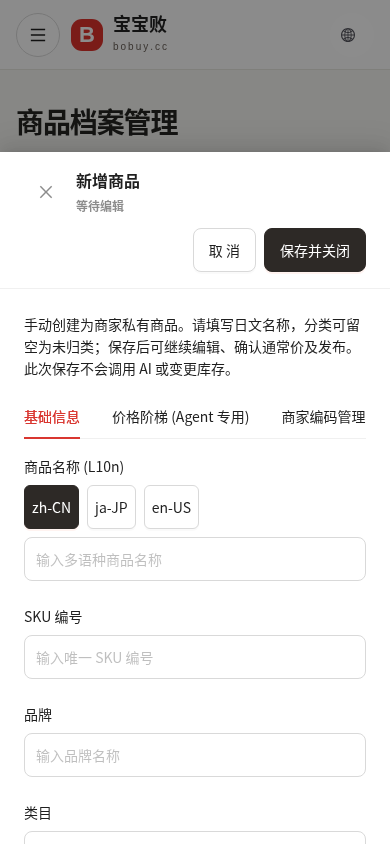 B
宝宝败
bobuy.cc
商品档案管理
新增商品
等待编辑
取 消
保存并关闭
手动创建为商家私有商品。请填写日文名称，分类可留
空为未归类；保存后可继续编辑、确认通常价及发布。
此次保存不会调用 AI 或变更库存。
基础信息
价格阶梯 (Agent 专用)
商家编码管理
商品名称 (L10n)
zh-CN
ja-JP
en-US
输入多语种商品名称
SKU 编号
输入唯一 SKU 编号
品牌
输入品牌名称
类目